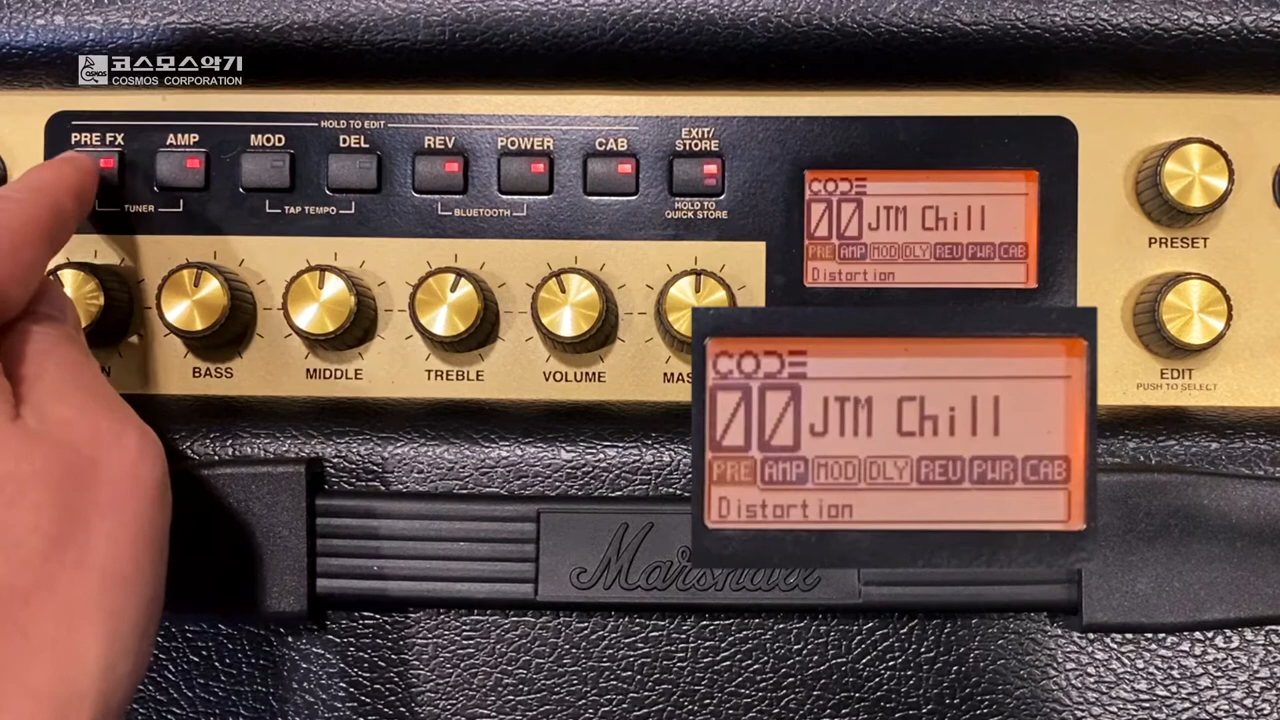 코스모스악기
COSMOS
COSMOS CORPORATION
HOLD TO EDIT
PRE FX AMP MOD DEL REV POWER CAB EXIT/
STORE
TUNER TAP TEMPO BLUETOOTH HOLD TO
QUICK STORE
CODE
00 JTM Chill
PRE AMP MOD DLY REV PWR CAB
Distortion
PRESET
BASS MIDDLE TREBLE VOLUME
EDIT
PUSH TO SELECT
CODE
00 JTM Chill
PRE AMP MOD DLY REV PWR CAB
Distortion
Marshall